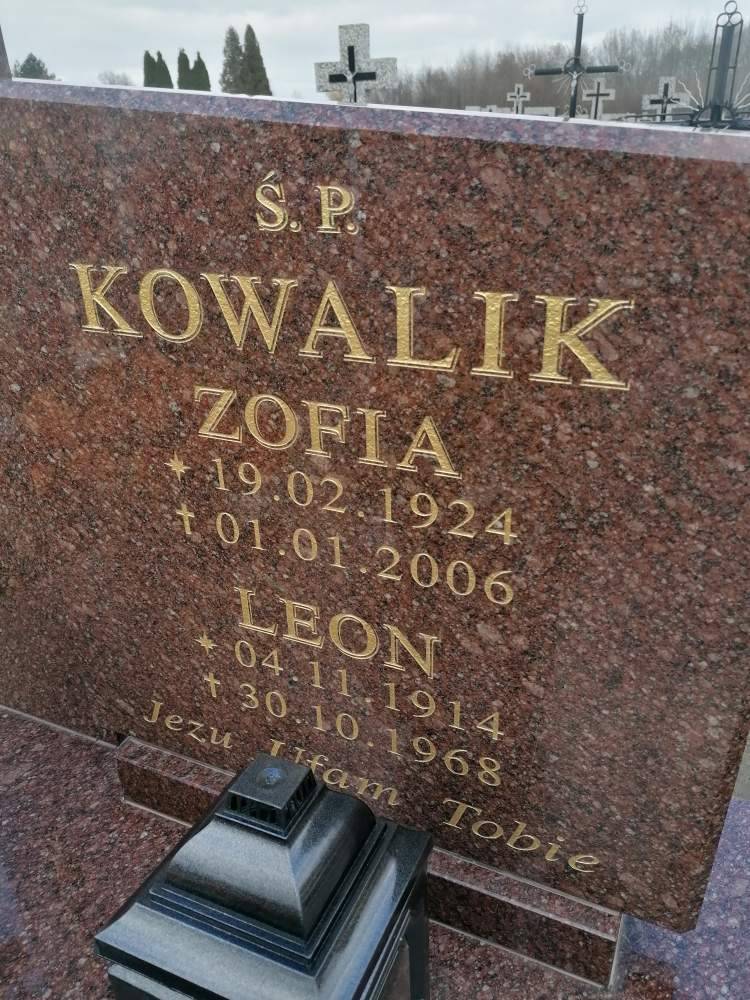 Ś. P.
KOWALIK
ZOFIA
* 19.02.1924
† 01.01.2006
LEON
* 04.11.1914
† 30.10.1968
Jezu Ufam Tobie